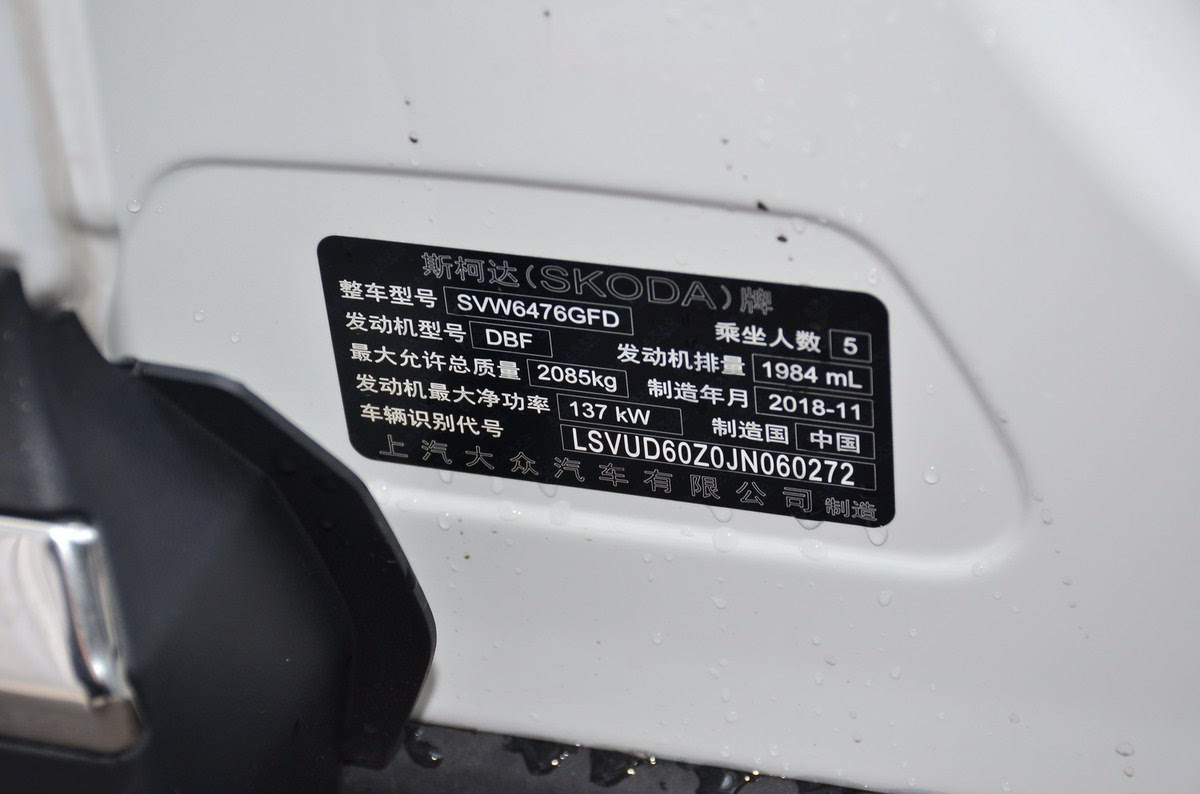 斯柯达(SKODA)牌
整车型号 SVW6476GFD 乘坐人数 5
发动机型号 DBF 发动机排量 1984 mL
最大允许总质量 2085kg 制造年月 2018-11
发动机最大净功率 137 kW 制造国 中国
车辆识别代号 LSVUD60Z0JN060272
上汽大众汽车有限公司 制造